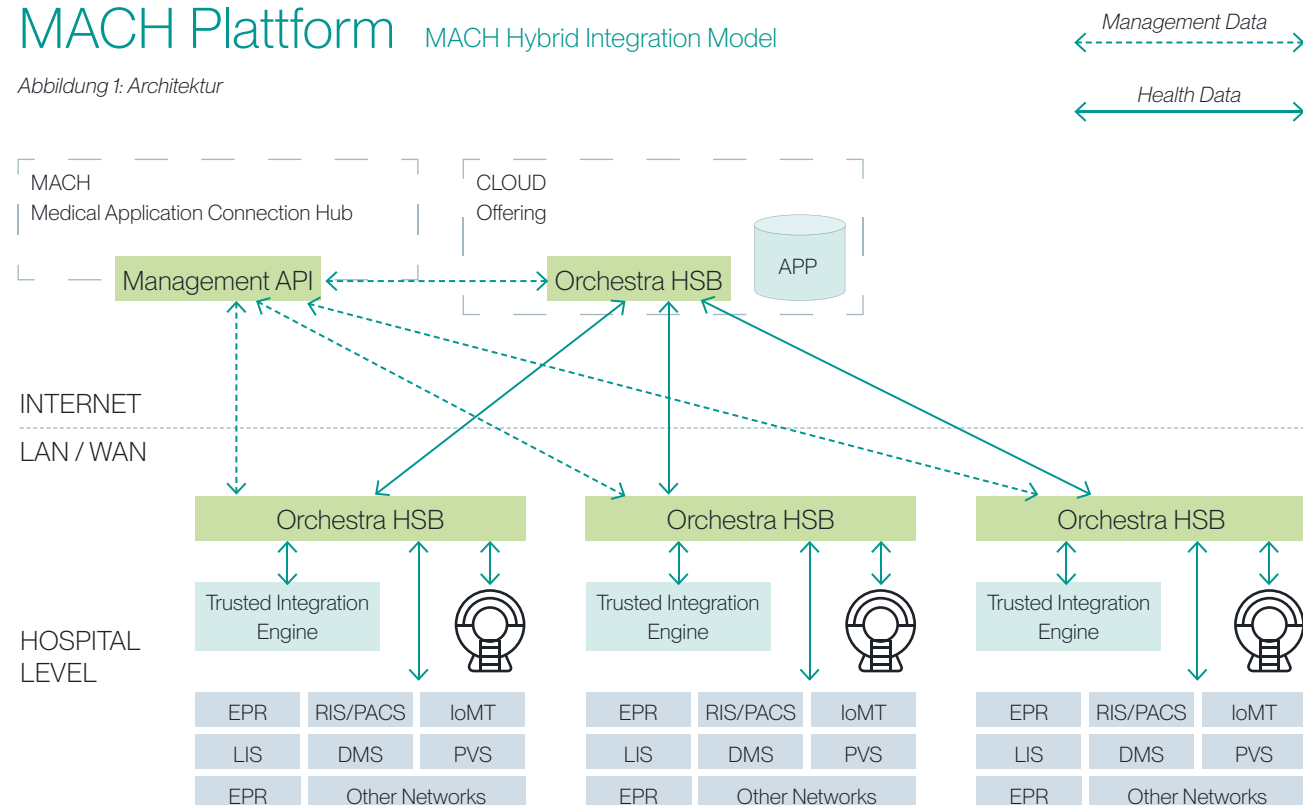 MACH Plattform MACH Hybrid Integration Model
Management Data
Abbildung 1: Architektur
Health Data
MACH
Medical Application Connection Hub
CLOUD
Offering
Management API
Orchestra HSB
APP
INTERNET
LAN / WAN
Orchestra HSB
Orchestra HSB
Orchestra HSB
HOSPITAL
LEVEL
Trusted Integration
Engine
Trusted Integration
Engine
Trusted Integration
Engine
EPR RIS/PACS IoMT
LIS DMS PVS
EPR Other Networks
EPR RIS/PACS IoMT
LIS DMS PVS
EPR Other Networks
EPR RIS/PACS IoMT
LIS DMS PVS
EPR Other Networks